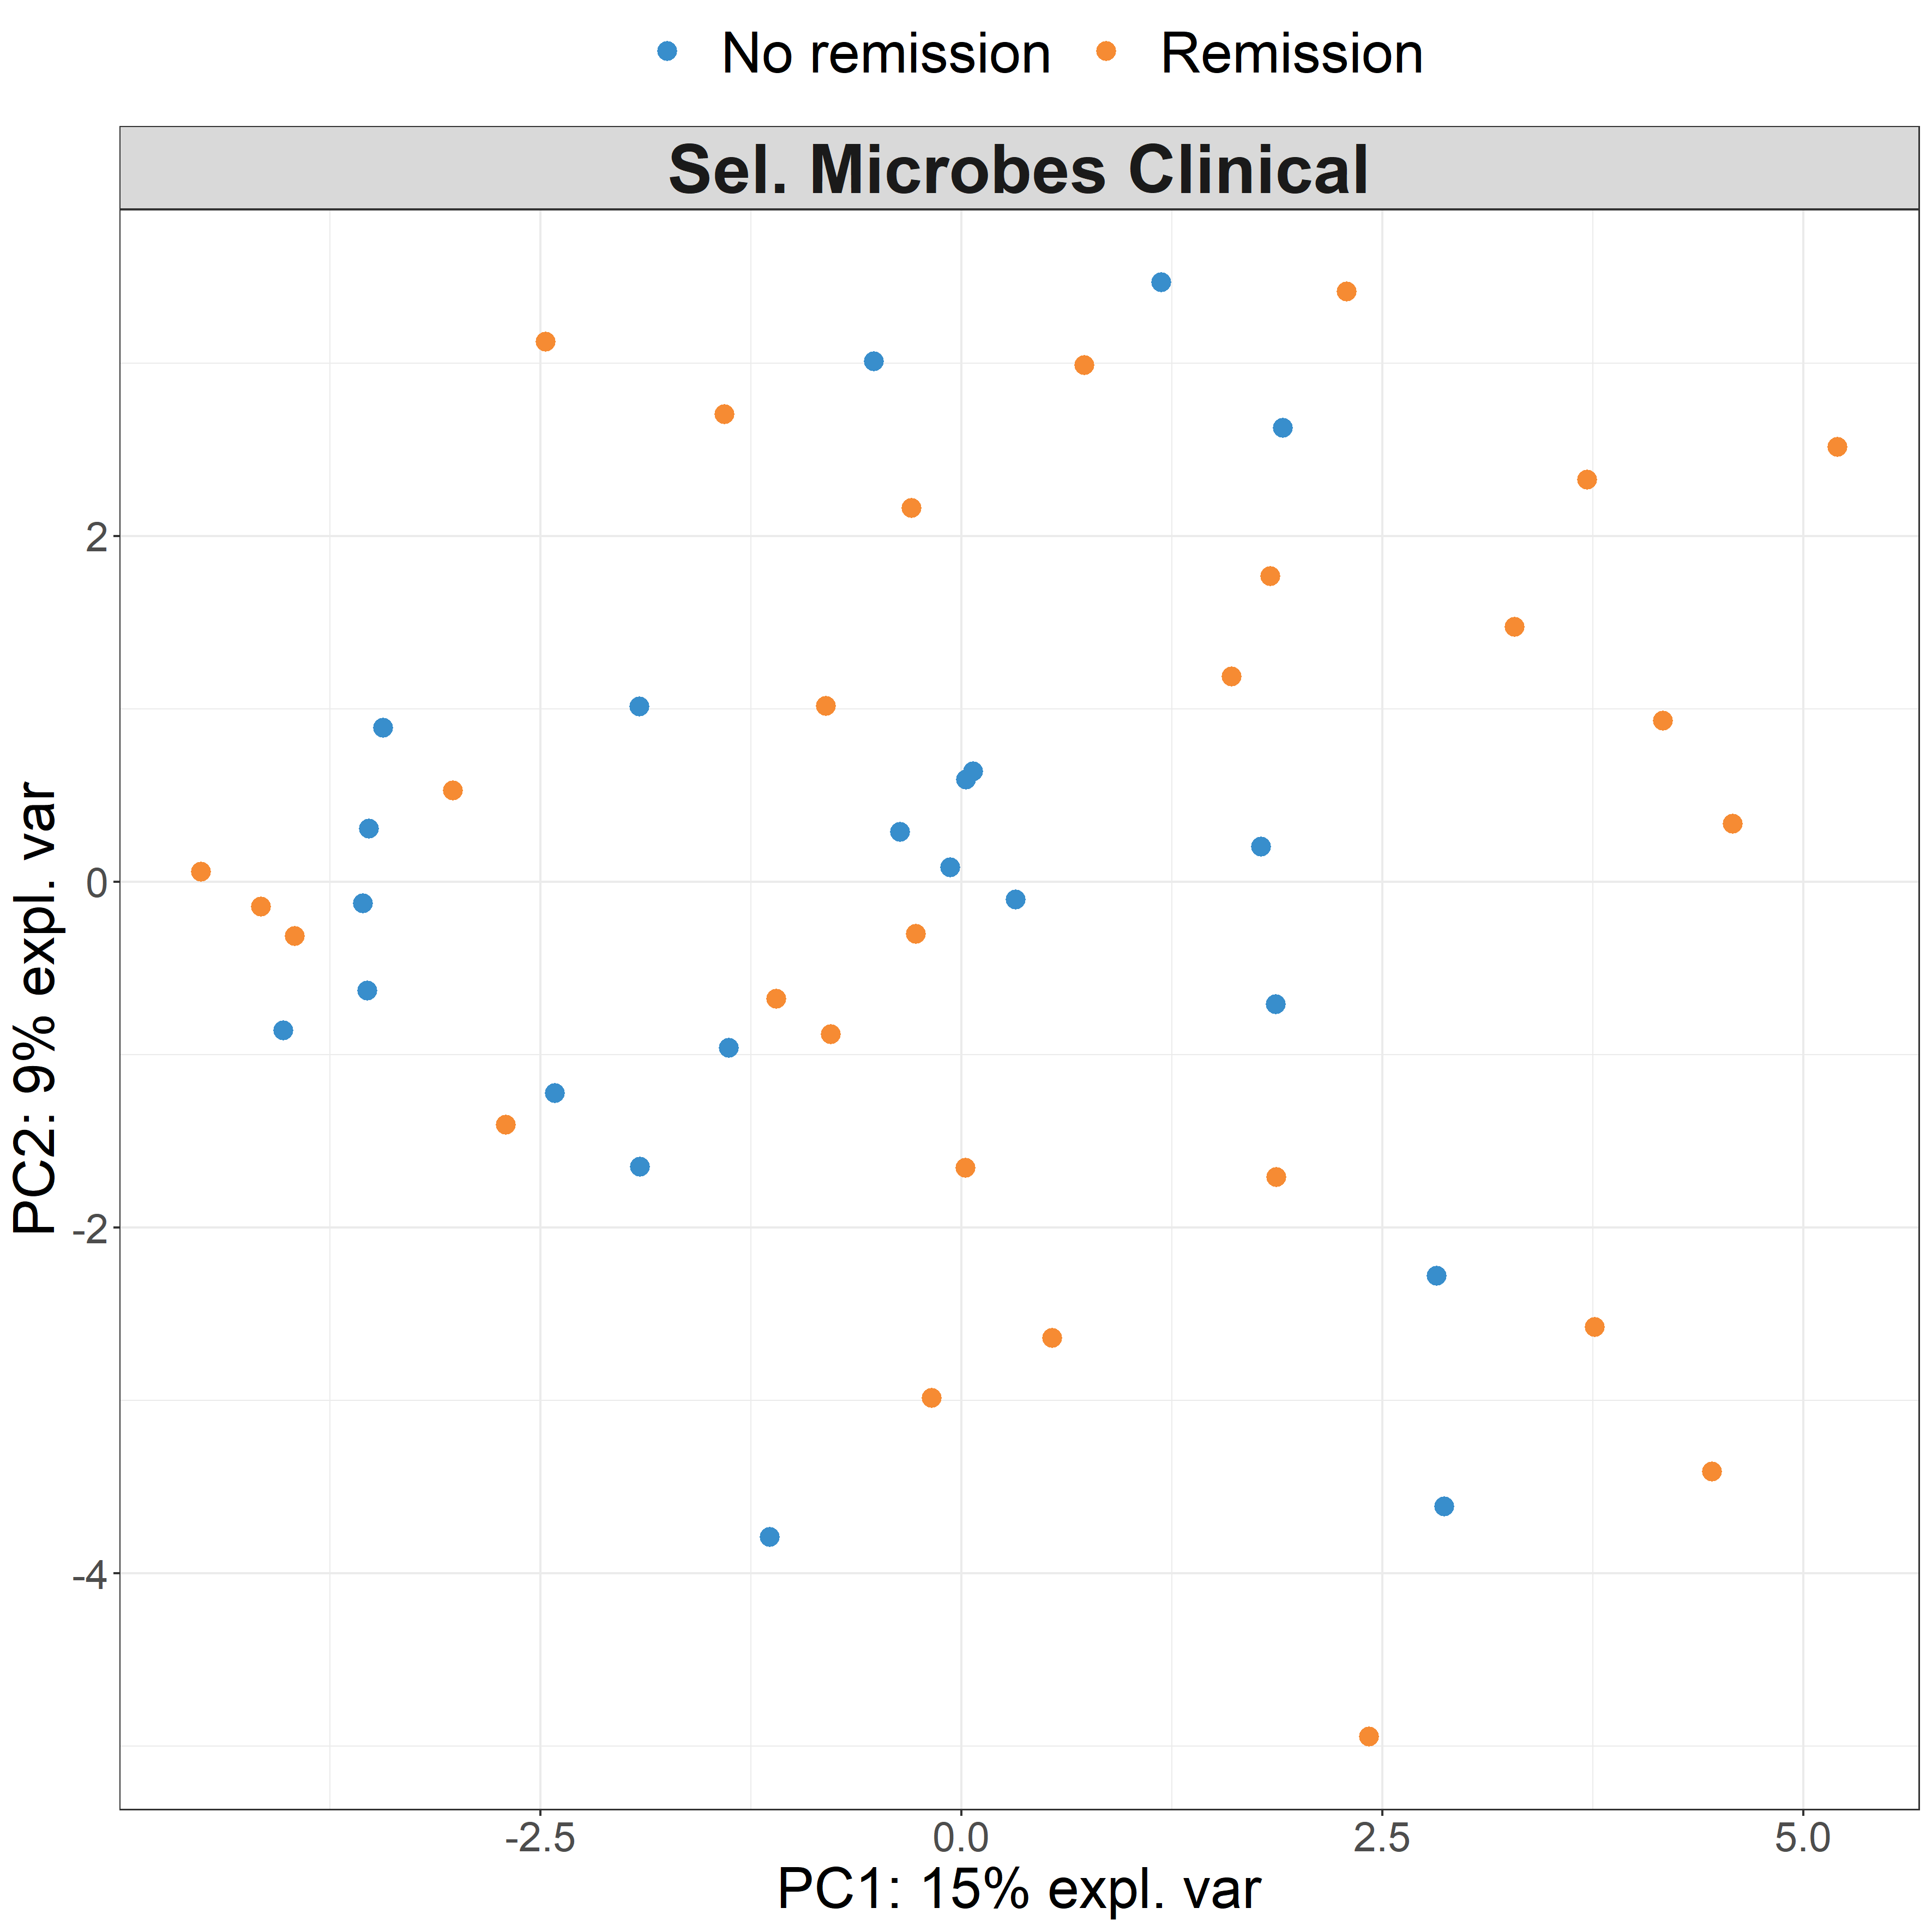 No remission Remission
Sel. Microbes Clinical
2
0
-2
-4
PC2: 9% expl. var
-2.5 0.0 2.5 5.0
PC1: 15% expl. var